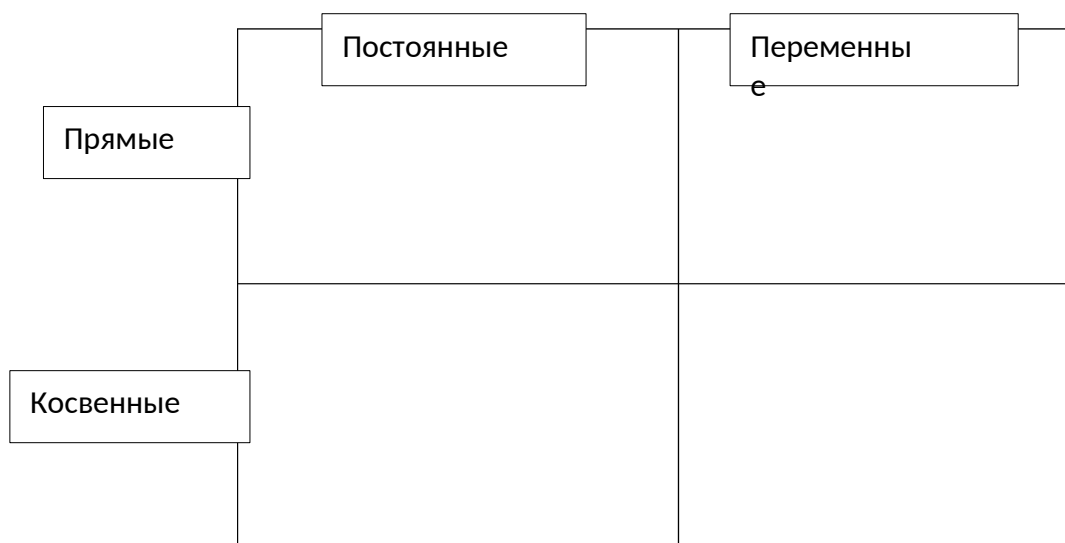 Постоянные
Переменны
е
Прямые
Косвенные